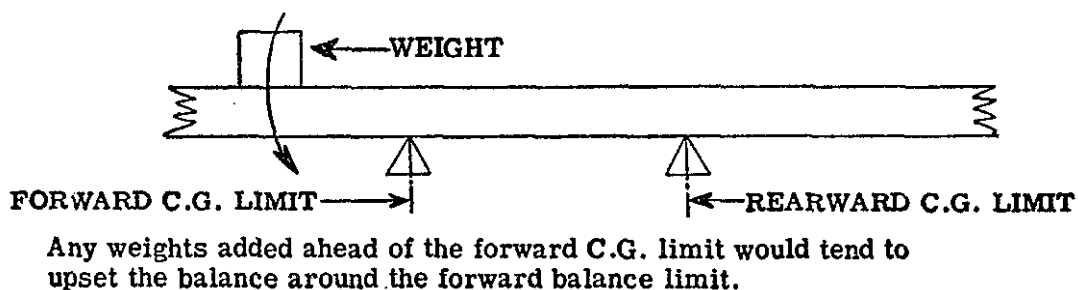 WEIGHT
FORWARD C.G. LIMIT
REARWARD C.G. LIMIT
Any weights added ahead of the forward C.G. limit would tend to
upset the balance around the forward balance limit.